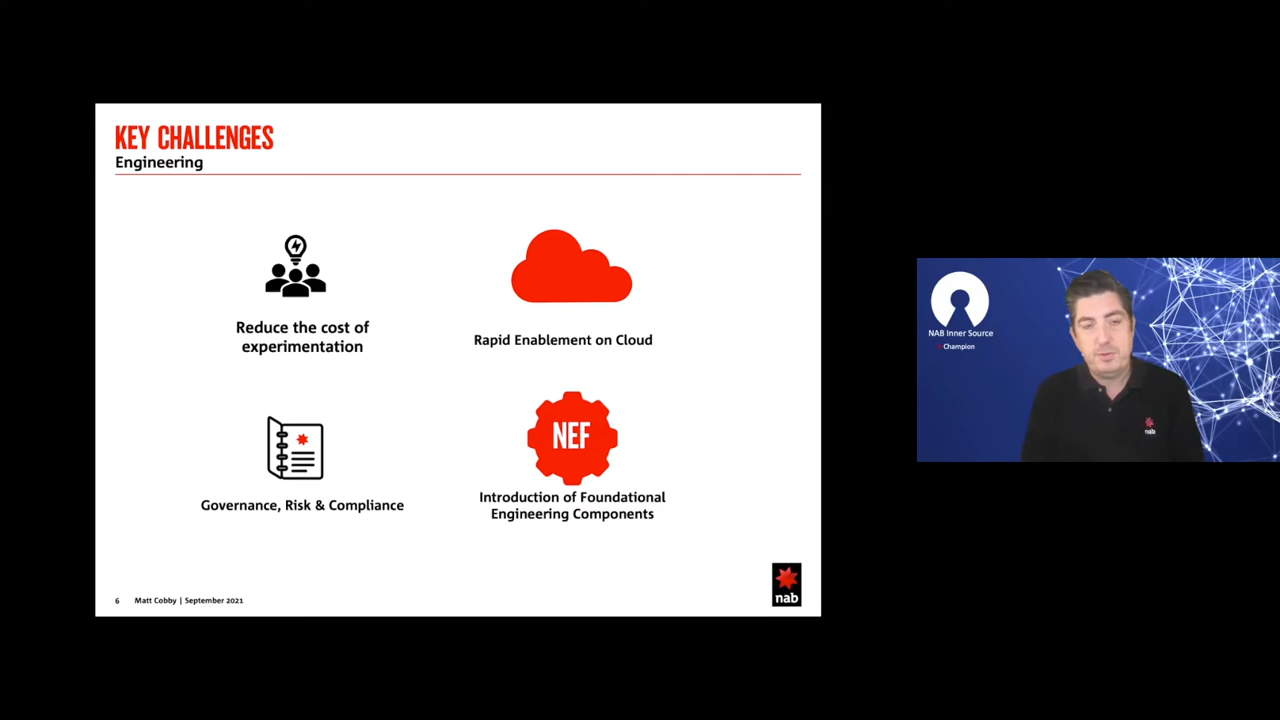 KEY CHALLENGES
Engineering
Reduce the cost of
experimentation
Rapid Enablement on Cloud
NEF
Governance, Risk & Compliance
Introduction of Foundational
Engineering Components
6 Matt Cobby | September 2021
nab
NAB Inner Source
Champion
nab